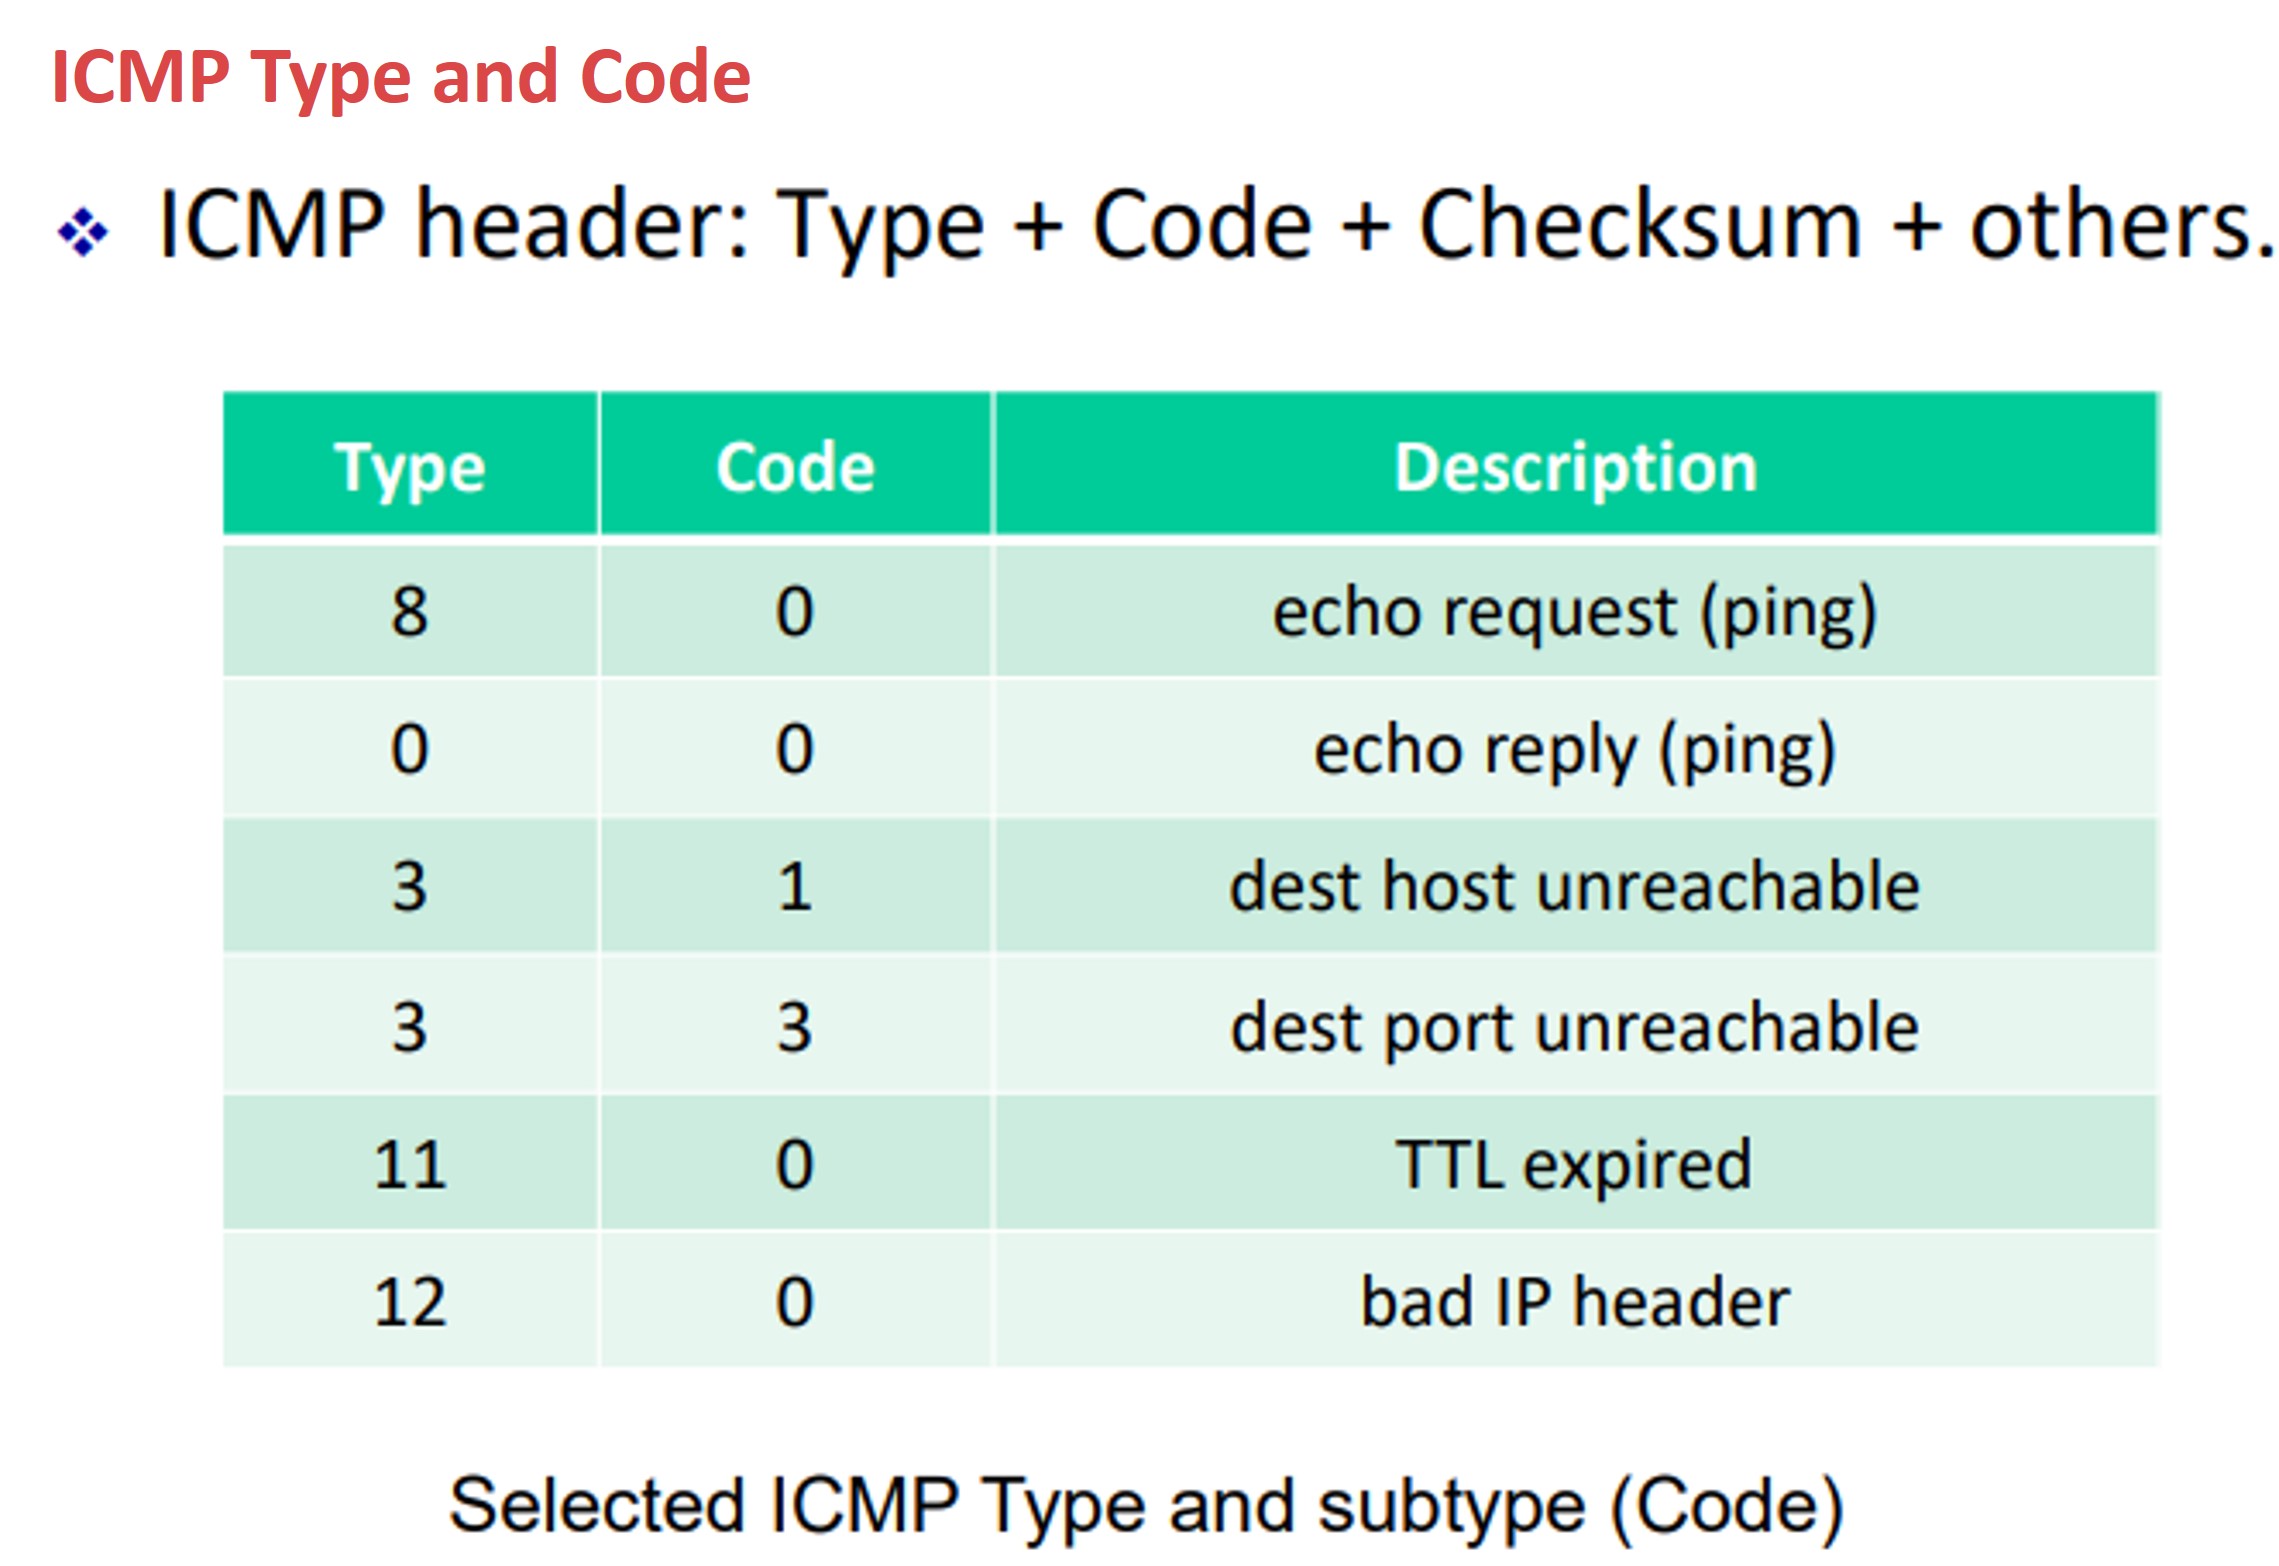 ICMP Type and Code
❖ ICMP header: Type + Code + Checksum + others.
Type Code Description
8 0 echo request (ping)
0 0 echo reply (ping)
3 1 dest host unreachable
3 3 dest port unreachable
11 0 TTL expired
12 0 bad IP header
Selected ICMP Type and subtype (Code)